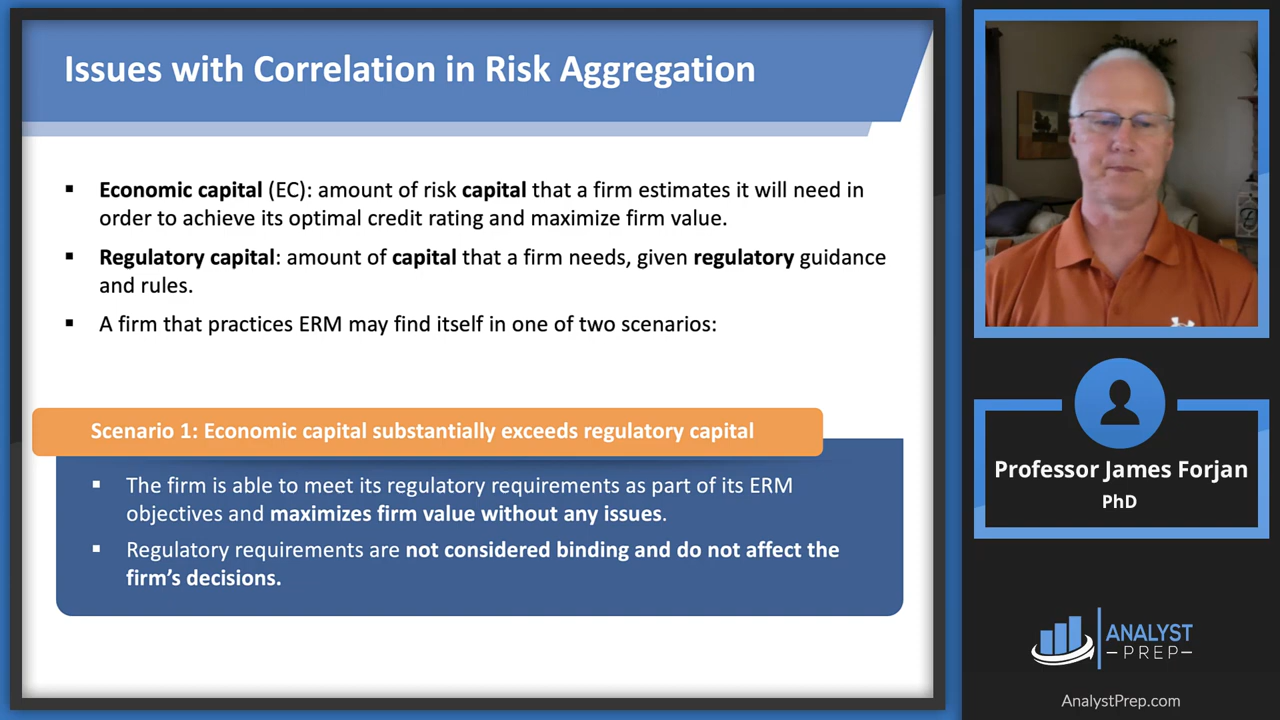 Issues with Correlation in Risk Aggregation
▪ Economic capital (EC): amount of risk capital that a firm estimates it will need in
order to achieve its optimal credit rating and maximize firm value.
▪ Regulatory capital: amount of capital that a firm needs, given regulatory guidance
and rules.
▪ A firm that practices ERM may find itself in one of two scenarios:
Scenario 1: Economic capital substantially exceeds regulatory capital
▪ The firm is able to meet its regulatory requirements as part of its ERM
objectives and maximizes firm value without any issues.
▪ Regulatory requirements are not considered binding and do not affect the
firm’s decisions.
Professor James Forjan
PhD
ANALYST
–PREP–
AnalystPrep.com